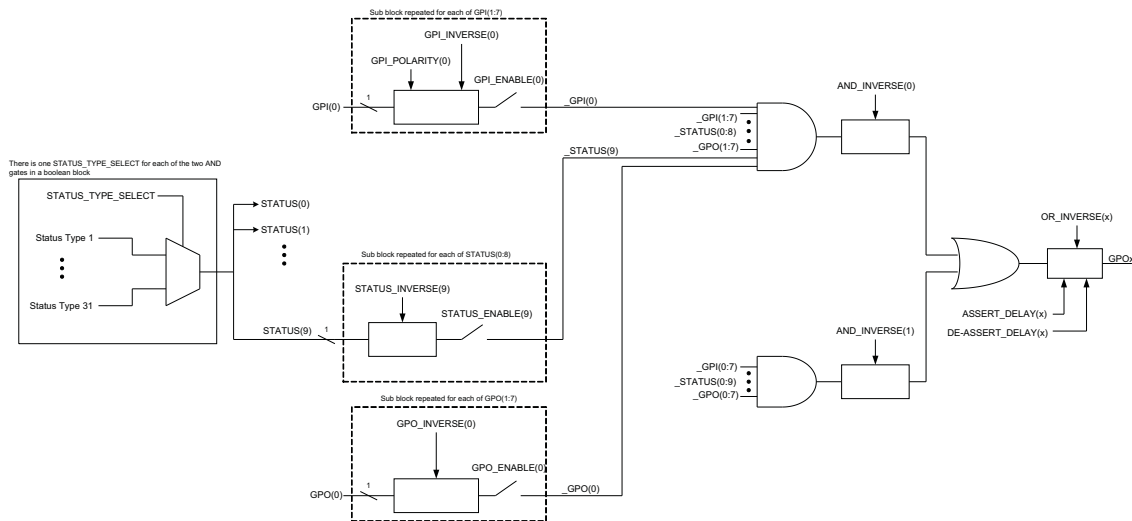 Sub block repeated for each of GPI(1:7)
GPI_INVERSE(0)
GPI_POLARITY(0)
GPI_ENABLE(0)
GPI(0)
1
_GPI(0)
_GPI(1:7)
_STATUS(0:8)
_GPO(1:7)
_STATUS(9)
AND_INVERSE(0)
There is one STATUS_TYPE_SELECT for each of the two AND
gates in a boolean block
STATUS_TYPE_SELECT
Status Type 1
Status Type 31
STATUS(0)
STATUS(1)
STATUS(9)
1
Sub block repeated for each of STATUS(0:8)
STATUS_INVERSE(9)
STATUS_ENABLE(9)
OR_INVERSE(x)
GPOx
ASSERT_DELAY(x)
DE-ASSERT_DELAY(x)
AND_INVERSE(1)
_GPI(0:7)
_STATUS(0:9)
_GPO(0:7)
Sub block repeated for each of GPO(1:7)
GPO_INVERSE(0)
GPO_ENABLE(0)
GPO(0)
1
_GPO(0)